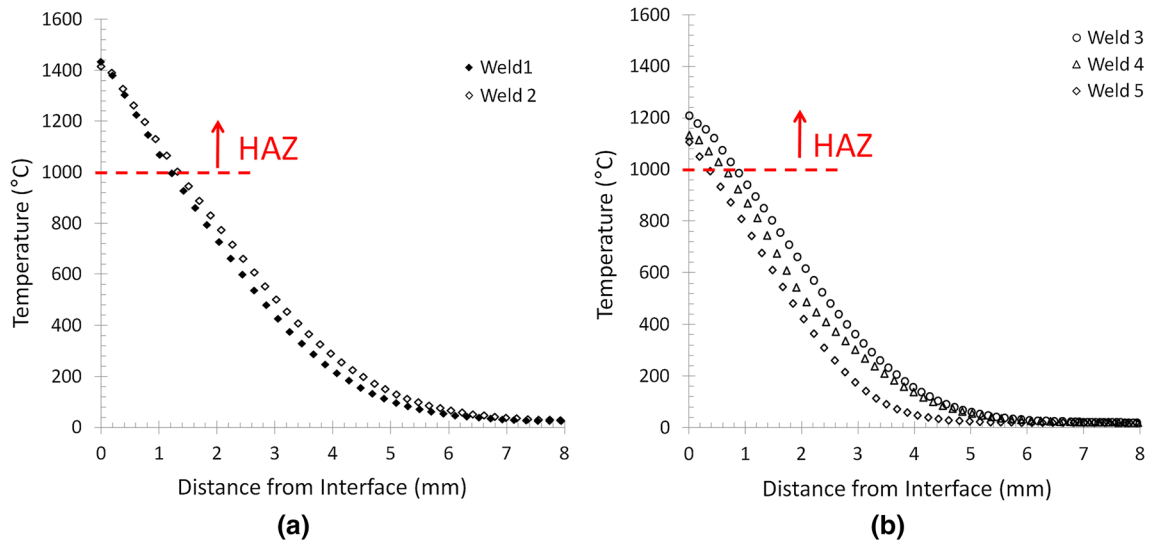 1600
1400
1200
1000
800
600
400
200
0
Temperature (°C)
0 1 2 3 4 5 6 7 8
Distance from Interface (mm)
HAZ
Weld1
Weld 2
(a)
1600
1400
1200
1000
800
600
400
200
0
Temperature (°C)
0 1 2 3 4 5 6 7 8
Distance from Interface (mm)
HAZ
Weld 3
Weld 4
Weld 5
(b)